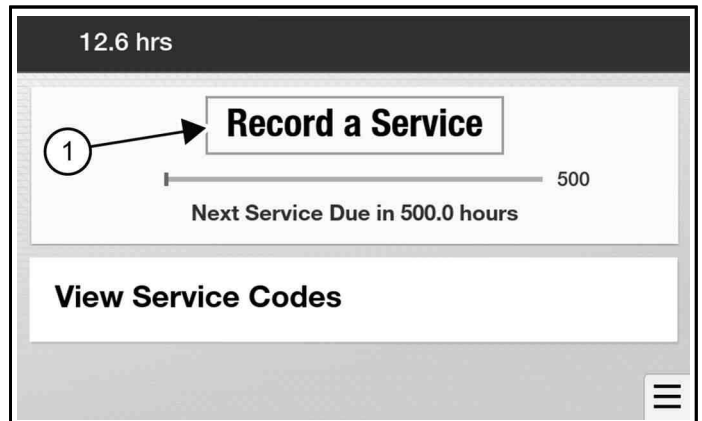 12.6 hrs
Record a Service
1
500
Next Service Due in 500.0 hours
View Service Codes